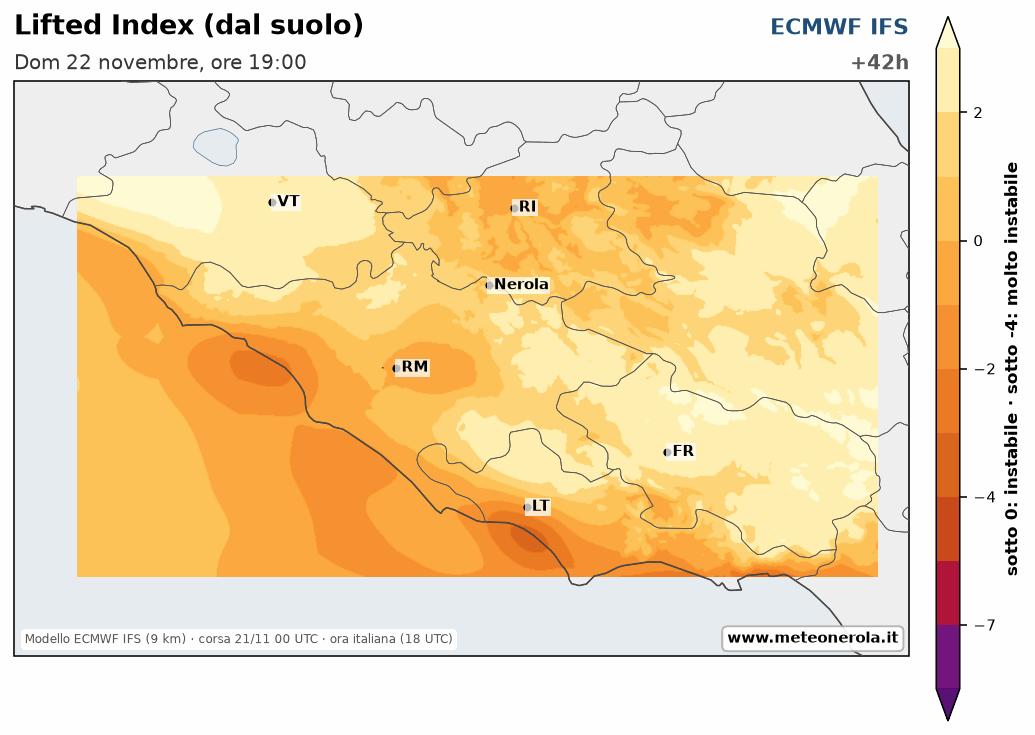 Lifted Index (dal suolo)
ECMWF IFS
Dom 22 novembre, ore 19:00
+42h
VT
RI
Nerola
RM
FR
LT
2
0
−2
−4
−7
sotto 0: instabile · sotto -4: molto instabile
Modello ECMWF IFS (9 km) · corsa 21/11 00 UTC · ora italiana (18 UTC)
www.meteonerola.it